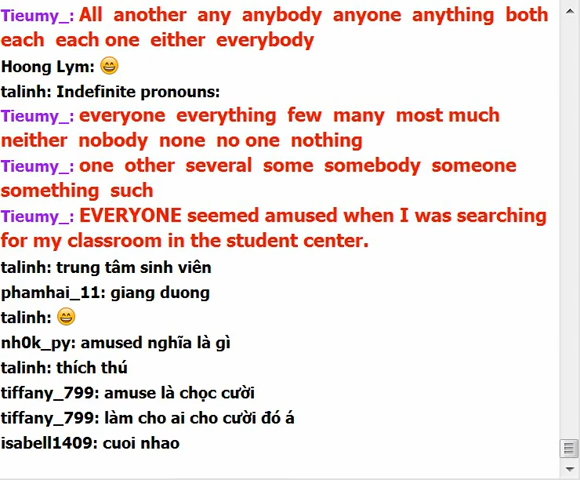 Tieumy_: All another any anybody anyone anything both
each each one either everybody
Hoong Lym: 😄
talinh: Indefinite pronouns:
Tieumy_: everyone everything few many most much
neither nobody none no one nothing
Tieumy_: one other several some somebody someone
something such
Tieumy_: EVERYONE seemed amused when I was searching
for my classroom in the student center.
talinh: trung tâm sinh viên
phamhai_11: giang duong
talinh: 😄
nh0k_py: amused nghĩa là gì
talinh: thích thú
tiffany_799: amuse là chọc cười
tiffany_799: làm cho ai cho cười đó á
isabell1409: cuoi nhao